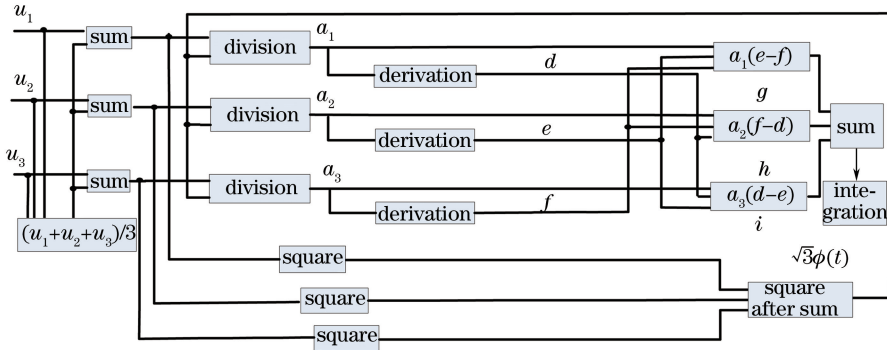 u₁
sum
division
a₁
derivation
d
a₁(e–f)
g
u₂
sum
division
a₂
derivation
e
a₂(f–d)
h
sum
u₃
sum
division
a₃
derivation
f
a₃(d–e)
i
inte-
gration
(u₁+u₂+u₃)/3
square
square
square
√3ϕ(t)
square
after sum